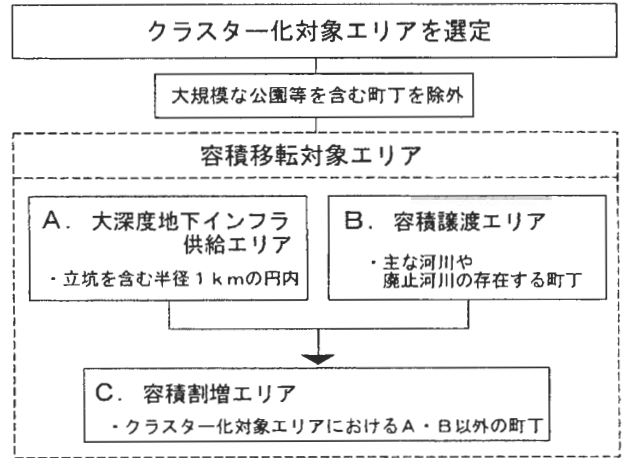 クラスター化対象エリアを選定
大規模な公園等を含む町丁を除外
容積移転対象エリア
A. 大深度地下インフラ
供給エリア
・立坑を含む半径1kmの円内
B. 容積譲渡エリア
・主な河川や
廃止河川の存在する町丁
C. 容積割増エリア
・クラスター化対象エリアにおけるA・B以外の町丁